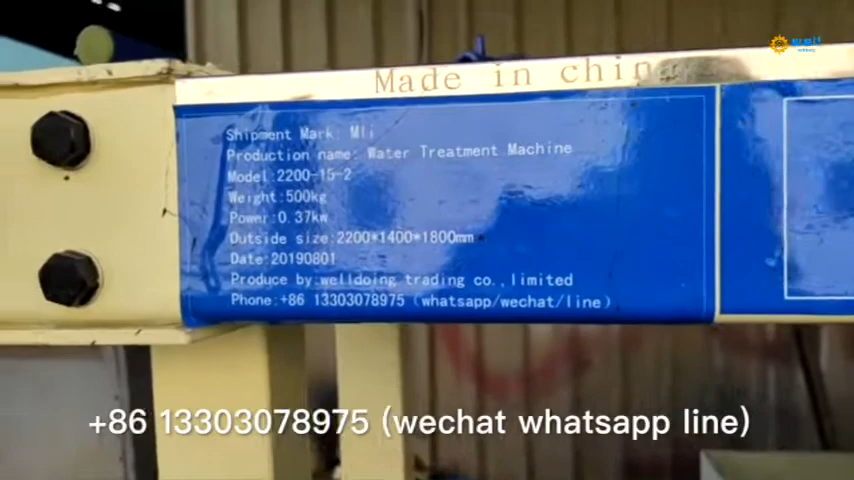 Made in china
Shipment Mark: Mli
Production name: Water Treatment Machine
Model:2200-15-2
Weight:500kg
Power:0.37kw
Outside size:2200*1400*1800mm
Date:20190801
Produce by:welldoing trading co.,limited
Phone:+86 13303078975 (whatsapp/wechat/line)
+86 13303078975 (wechat whatsapp line)